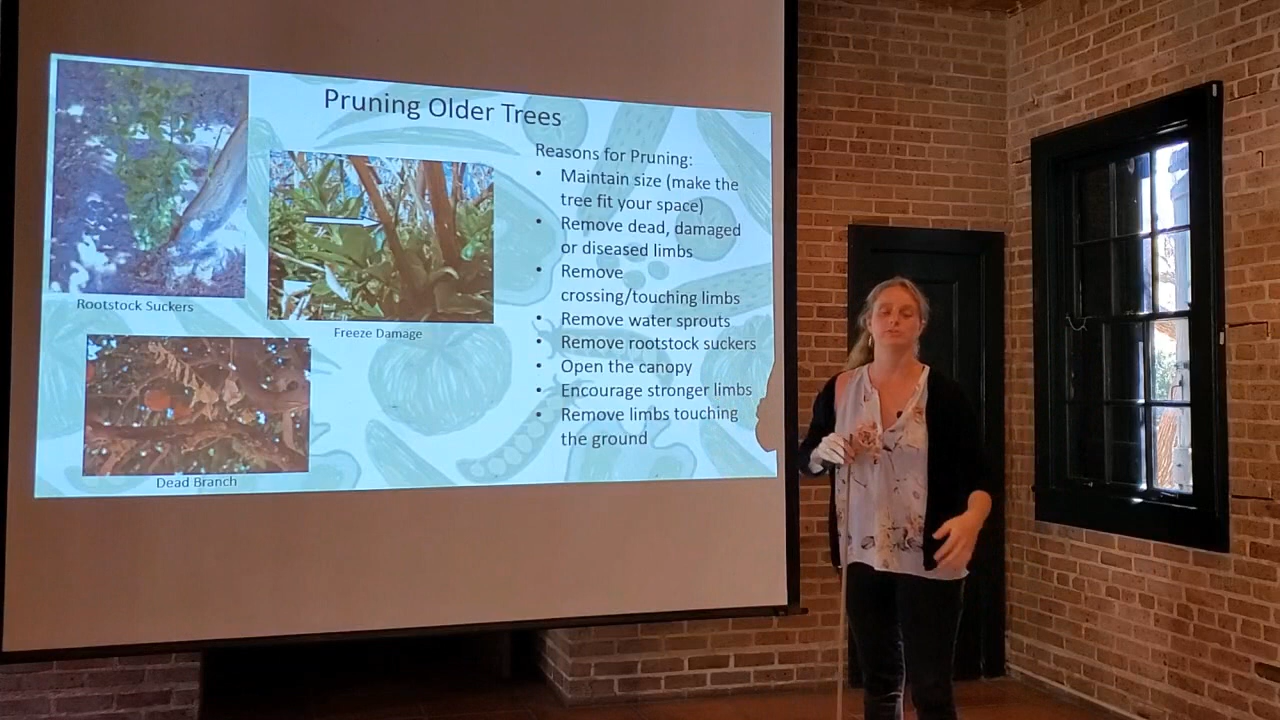 Pruning Older Trees
Rootstock Suckers
Freeze Damage
Dead Branch
Reasons for Pruning:
• Maintain size (make the
tree fit your space)
• Remove dead, damaged
or diseased limbs
• Remove
crossing/touching limbs
• Remove water sprouts
• Remove rootstock suckers
• Open the canopy
• Encourage stronger limbs
• Remove limbs touching
the ground